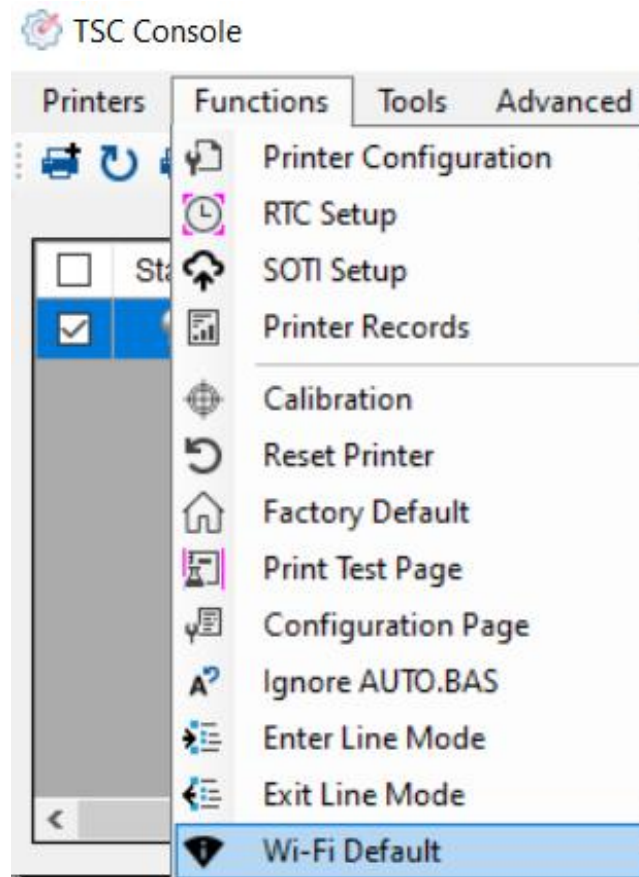 TSC Console
Printers Functions Tools Advanced
Printer Configuration
RTC Setup
SOTI Setup
Printer Records
Calibration
Reset Printer
Factory Default
Print Test Page
Configuration Page
Ignore AUTO.BAS
Enter Line Mode
Exit Line Mode
Wi-Fi Default